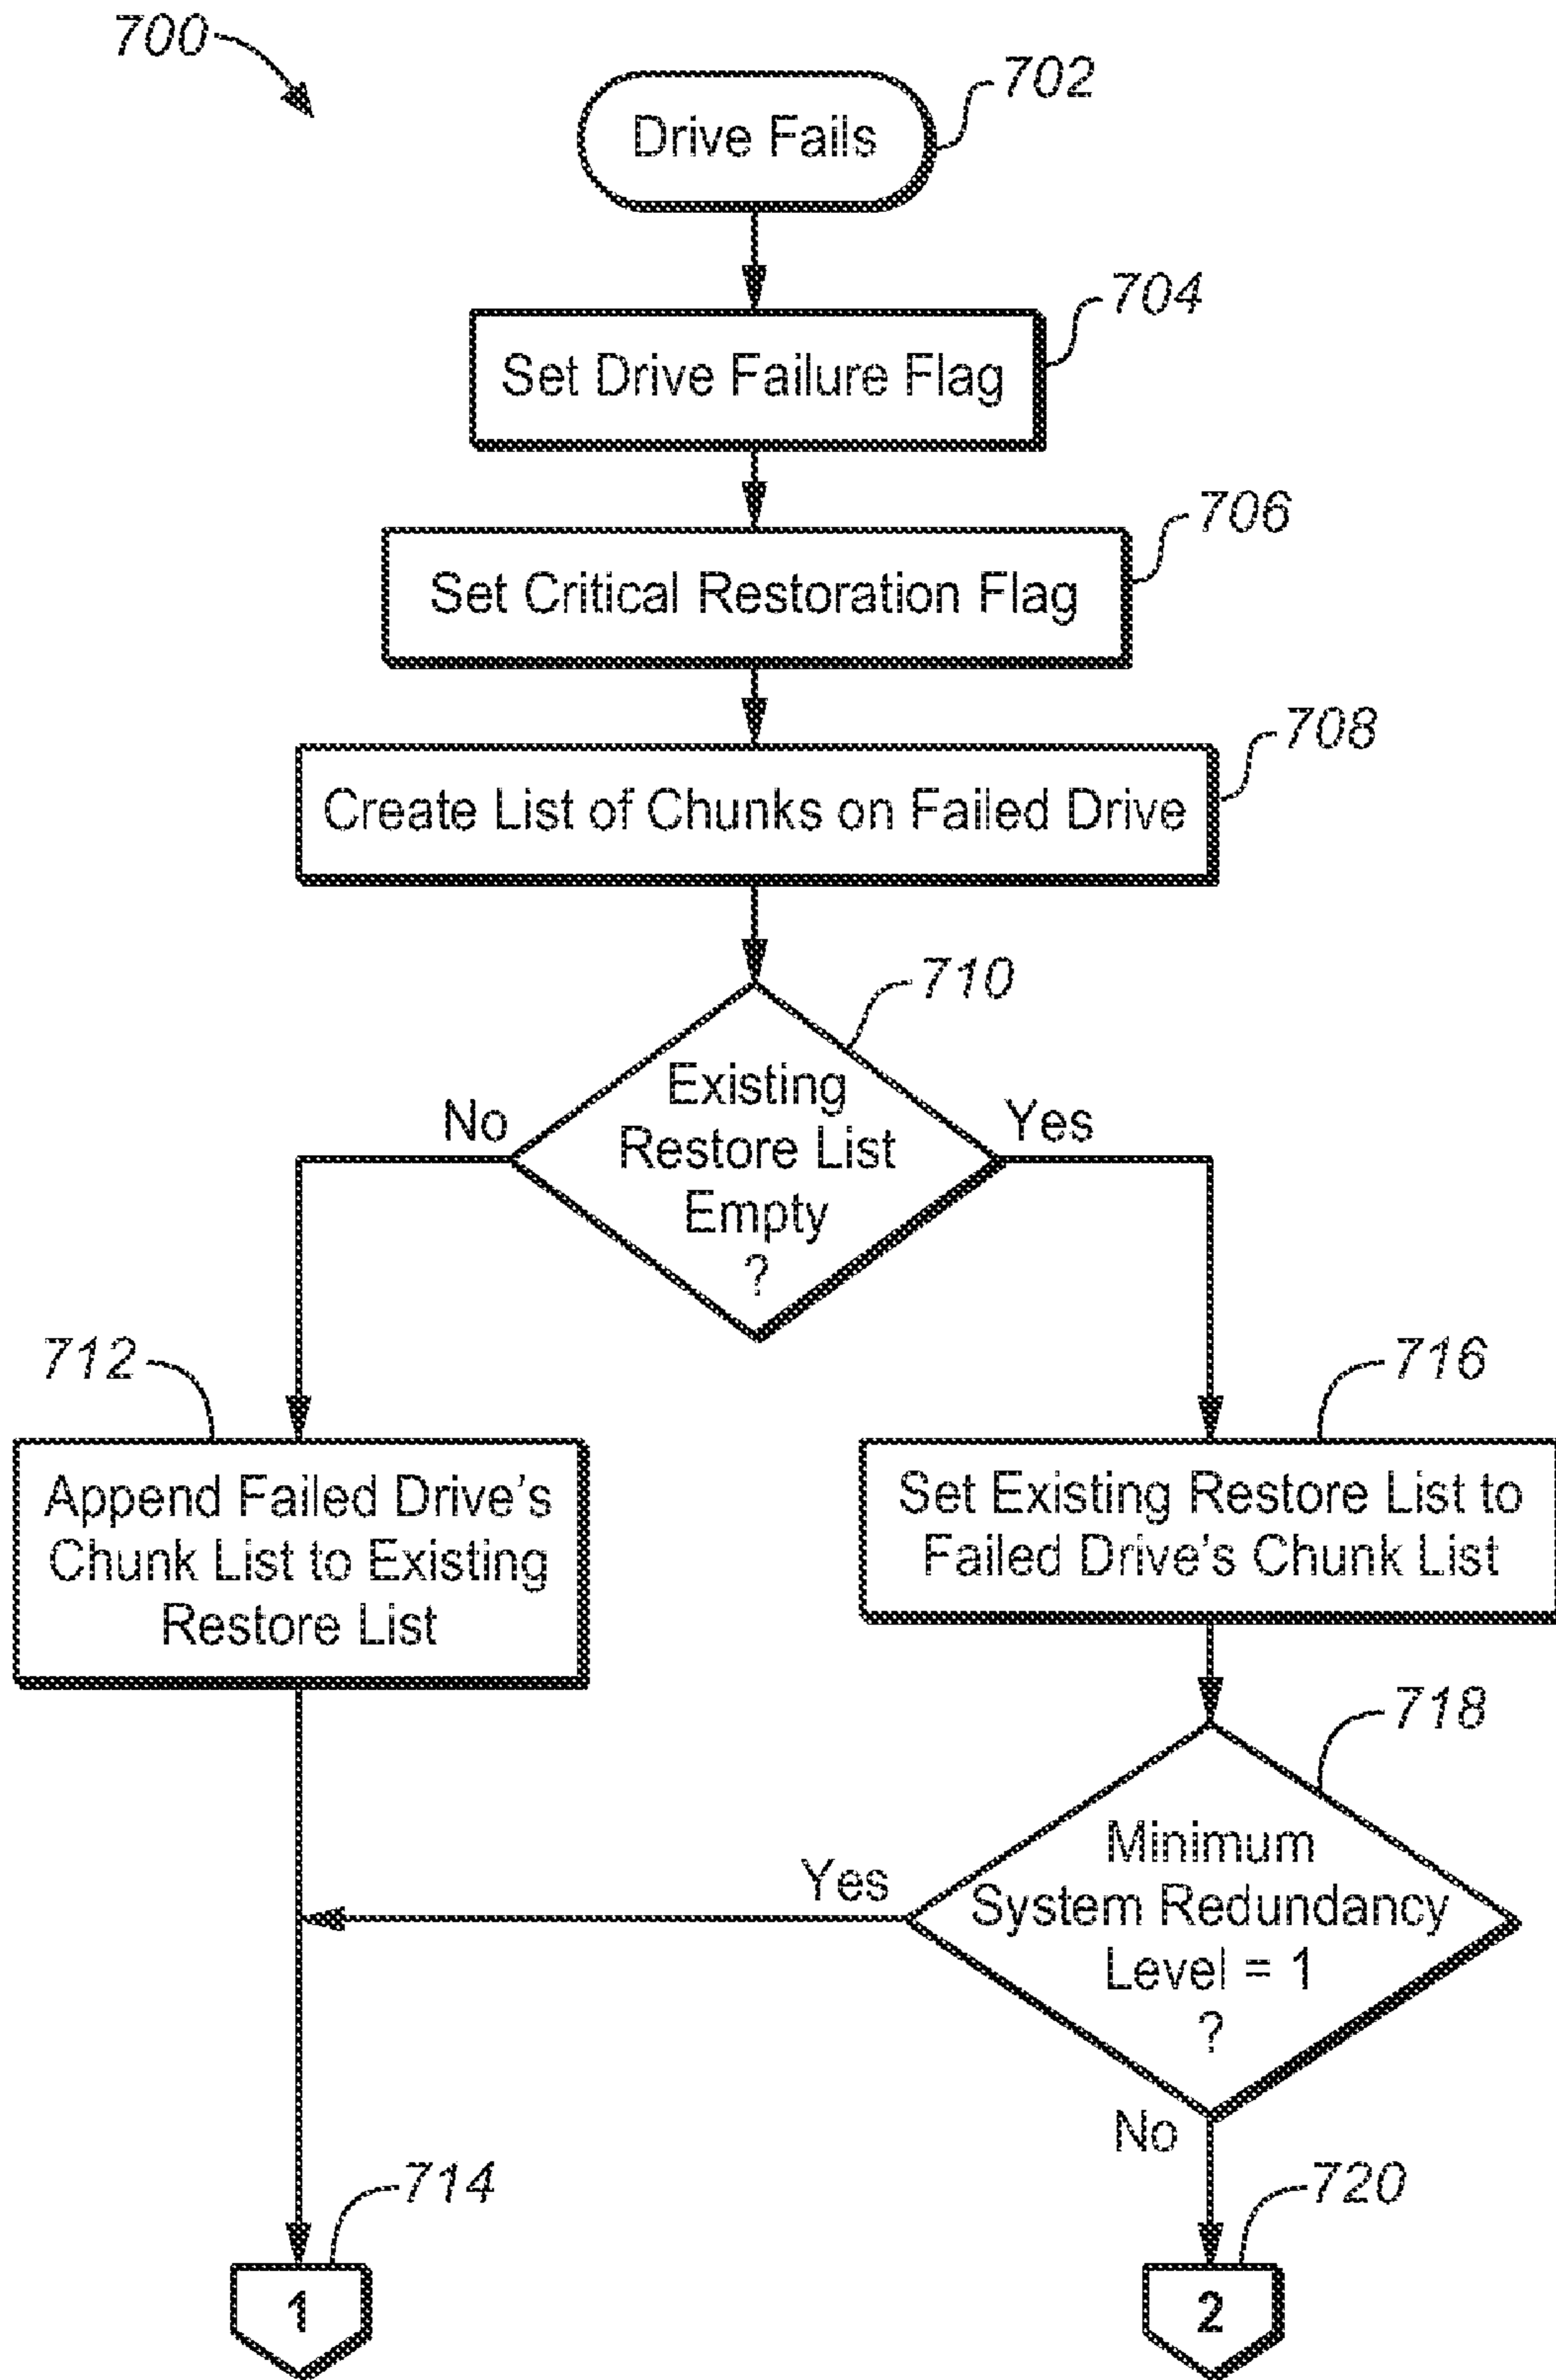 700
702
Drive Fails
704
Set Drive Failure Flag
706
Set Critical Restoration Flag
708
Create List of Chunks on Failed Drive
710
Existing
Restore List
Empty
?
No
Yes
712
716
Append Failed Drive's
Chunk List to Existing
Restore List
Set Existing Restore List to
Failed Drive's Chunk List
718
Minimum
System Redundancy
Level = 1
?
Yes
No
714
720
1
2